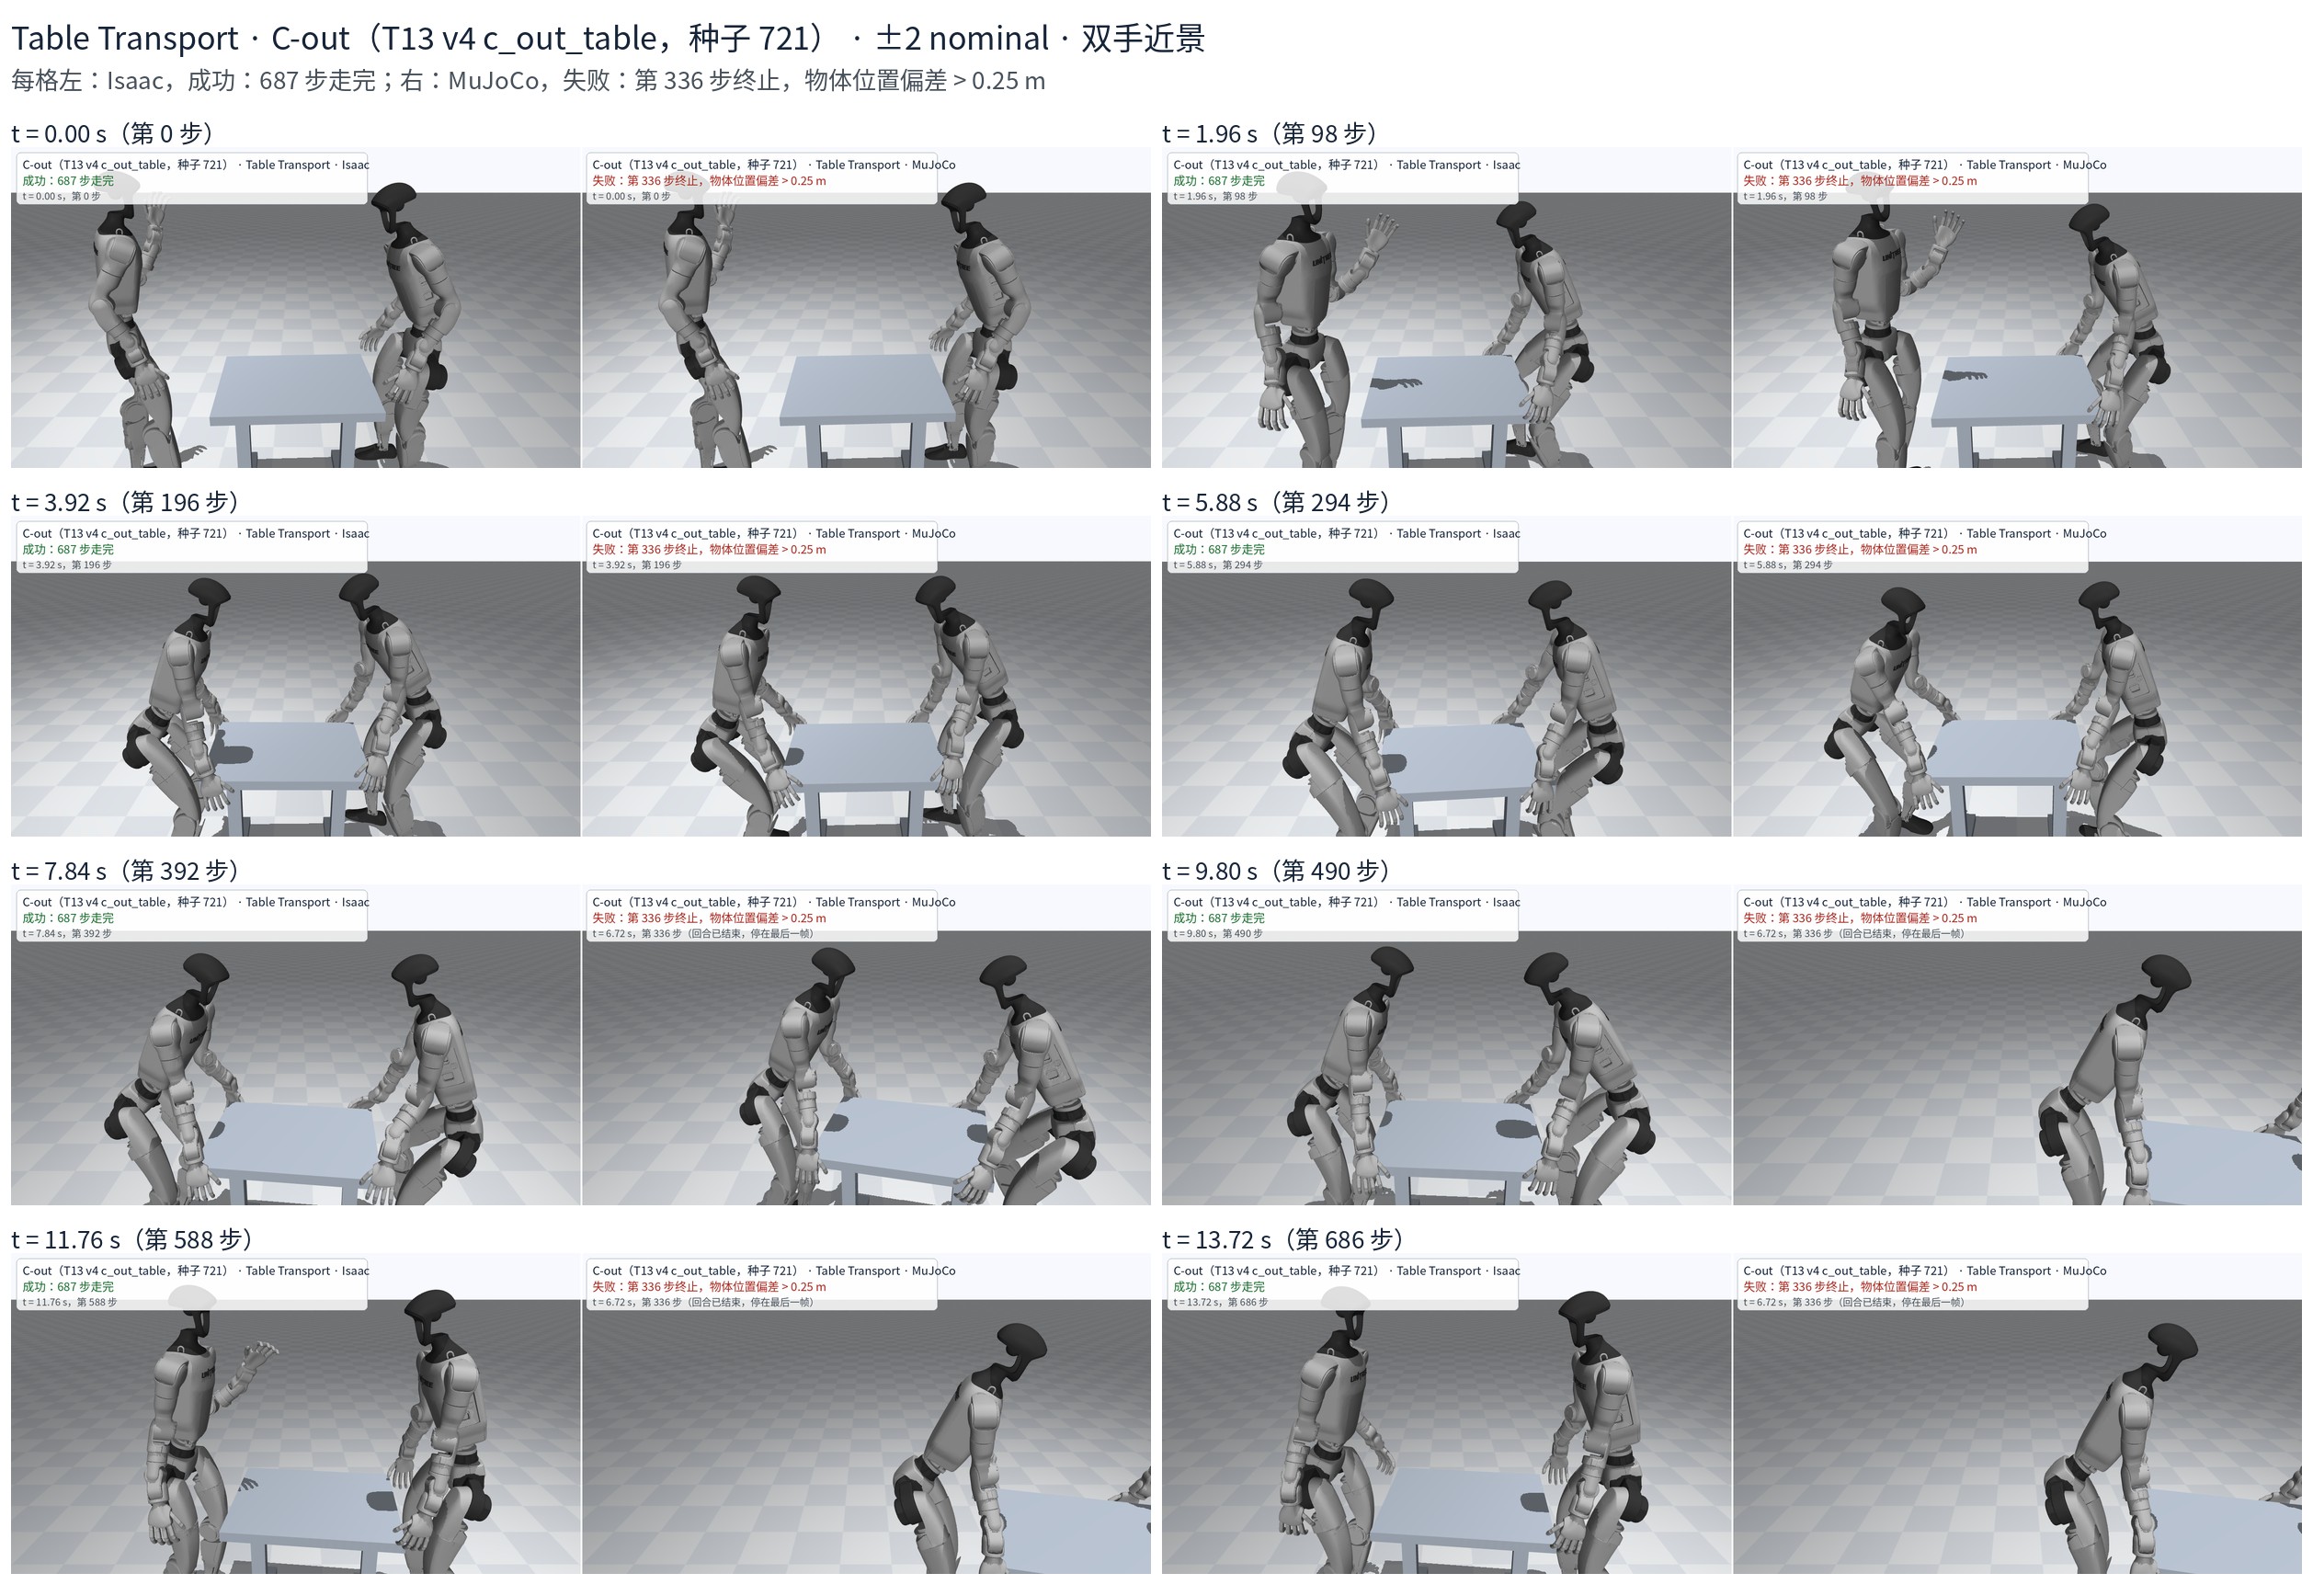 Table Transport · C-out（T13 v4 c_out_table，种子 721） · ±2 nominal · 双手近景
每格左：Isaac，成功：687 步走完；右：MuJoCo，失败：第 336 步终止，物体位置偏差 > 0.25 m
t = 0.00 s（第 0 步）
C-out（T13 v4 c_out_table，种子 721） · Table Transport · Isaac
成功：687 步走完
t = 0.00 s，第 0 步
C-out（T13 v4 c_out_table，种子 721） · Table Transport · MuJoCo
失败：第 336 步终止，物体位置偏差 > 0.25 m
t = 0.00 s，第 0 步
t = 1.96 s（第 98 步）
C-out（T13 v4 c_out_table，种子 721） · Table Transport · Isaac
成功：687 步走完
t = 1.96 s，第 98 步
C-out（T13 v4 c_out_table，种子 721） · Table Transport · MuJoCo
失败：第 336 步终止，物体位置偏差 > 0.25 m
t = 1.96 s，第 98 步
t = 3.92 s（第 196 步）
C-out（T13 v4 c_out_table，种子 721） · Table Transport · Isaac
成功：687 步走完
t = 3.92 s，第 196 步
C-out（T13 v4 c_out_table，种子 721） · Table Transport · MuJoCo
失败：第 336 步终止，物体位置偏差 > 0.25 m
t = 3.92 s，第 196 步
t = 5.88 s（第 294 步）
C-out（T13 v4 c_out_table，种子 721） · Table Transport · Isaac
成功：687 步走完
t = 5.88 s，第 294 步
C-out（T13 v4 c_out_table，种子 721） · Table Transport · MuJoCo
失败：第 336 步终止，物体位置偏差 > 0.25 m
t = 5.88 s，第 294 步
t = 7.84 s（第 392 步）
C-out（T13 v4 c_out_table，种子 721） · Table Transport · Isaac
成功：687 步走完
t = 7.84 s，第 392 步
C-out（T13 v4 c_out_table，种子 721） · Table Transport · MuJoCo
失败：第 336 步终止，物体位置偏差 > 0.25 m
t = 6.72 s，第 336 步（回合已结束，停在最后一帧）
t = 9.80 s（第 490 步）
C-out（T13 v4 c_out_table，种子 721） · Table Transport · Isaac
成功：687 步走完
t = 9.80 s，第 490 步
C-out（T13 v4 c_out_table，种子 721） · Table Transport · MuJoCo
失败：第 336 步终止，物体位置偏差 > 0.25 m
t = 6.72 s，第 336 步（回合已结束，停在最后一帧）
t = 11.76 s（第 588 步）
C-out（T13 v4 c_out_table，种子 721） · Table Transport · Isaac
成功：687 步走完
t = 11.76 s，第 588 步
C-out（T13 v4 c_out_table，种子 721） · Table Transport · MuJoCo
失败：第 336 步终止，物体位置偏差 > 0.25 m
t = 6.72 s，第 336 步（回合已结束，停在最后一帧）
t = 13.72 s（第 686 步）
C-out（T13 v4 c_out_table，种子 721） · Table Transport · Isaac
成功：687 步走完
t = 13.72 s，第 686 步
C-out（T13 v4 c_out_table，种子 721） · Table Transport · MuJoCo
失败：第 336 步终止，物体位置偏差 > 0.25 m
t = 6.72 s，第 336 步（回合已结束，停在最后一帧）